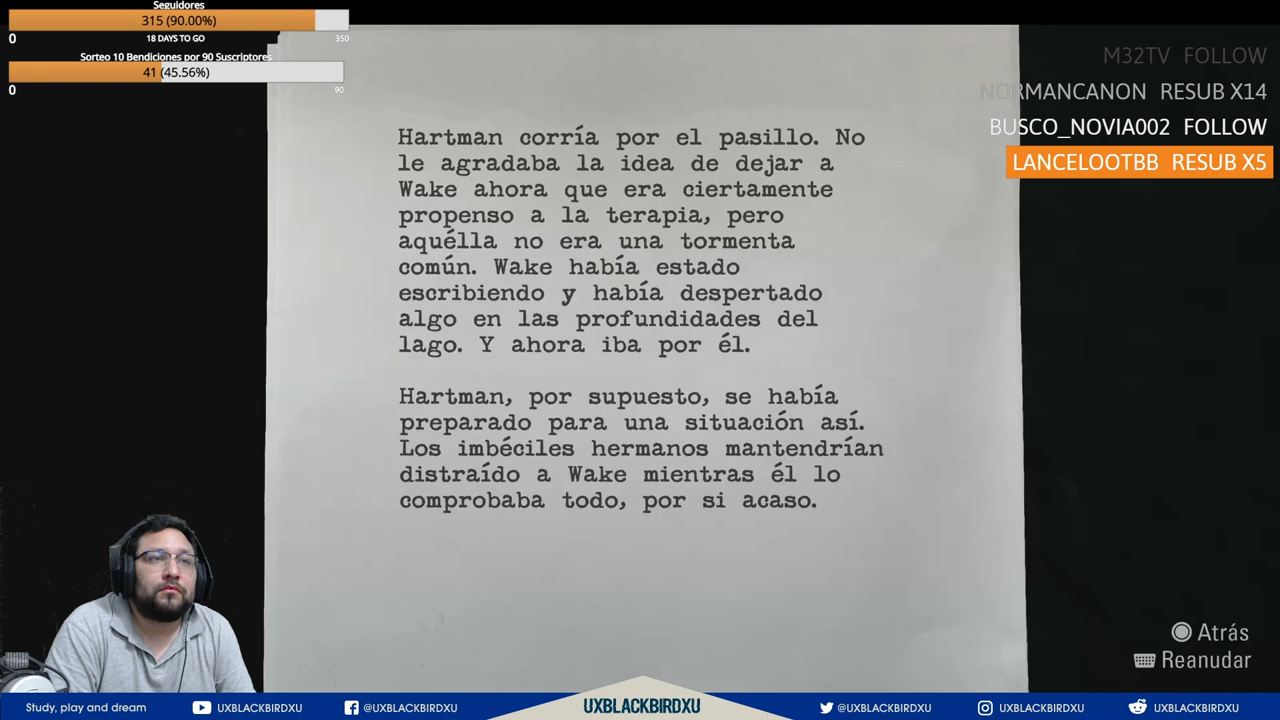 Seguidores
315 (90.00%)
0
18 DAYS TO GO
350
Sorteo 10 Bendiciones por 90 Suscriptores
41 (45.56%)
0
90
M32TV FOLLOW
NORMANCANON RESUB X14
BUSCO_NOVIA002 FOLLOW
LANCELOOTBB RESUB X5
Hartman corría por el pasillo. No
le agradaba la idea de dejar a
Wake ahora que era ciertamente
propenso a la terapia, pero
aquélla no era una tormenta
común. Wake había estado
escribiendo y había despertado
algo en las profundidades del
lago. Y ahora iba por él.
Hartman, por supuesto, se había
preparado para una situación así.
Los imbéciles hermanos mantendrían
distraído a Wake mientras él lo
comprobaba todo, por si acaso.
Atrás
Reanudar
Study, play and dream
UXBLACKBIRDXU
@UXBLACKBIRDXU
UXBLACKBIRDXU
@UXBLACKBIRDXU
UXBLACKBIRDXU
UXBLACKBIRDXU